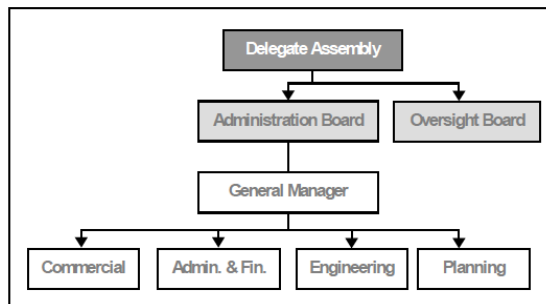 Delegate Assembly
Administration Board
Oversight Board
General Manager
Commercial
Admin. & Fin.
Engineering
Planning